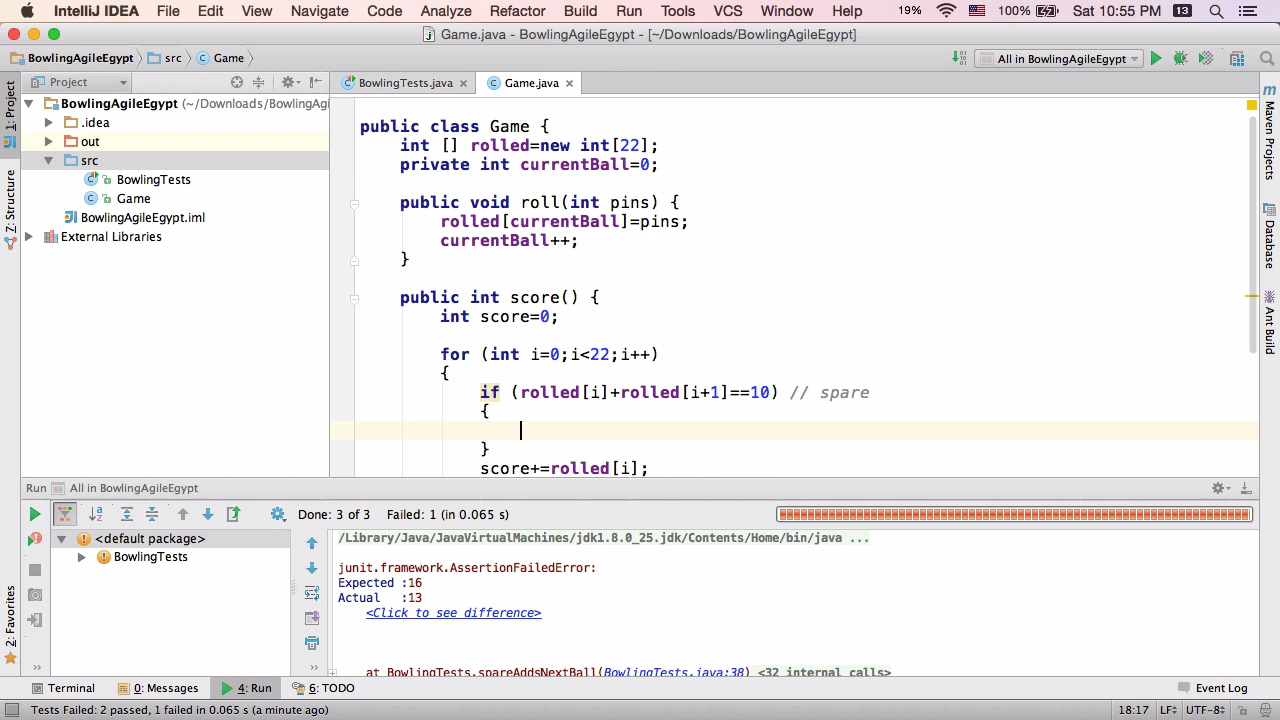 IntelliJ IDEA File Edit View Navigate Code Analyze Refactor Build Run Tools VCS Window Help 19% 100% Sat 10:55 PM 13
Game.java - BowlingAgileEgypt - [~/Downloads/BowlingAgileEgypt]
BowlingAgileEgypt src Game All in BowlingAgileEgypt
1: Project
Z: Structure
2: Favorites
Project
BowlingAgileEgypt (~/Downloads/BowlingAgi
.idea
out
src
BowlingTests
Game
BowlingAgileEgypt.iml
External Libraries
BowlingTests.java Game.java
public class Game {
int [] rolled=new int[22];
private int currentBall=0;
public void roll(int pins) {
rolled[currentBall]=pins;
currentBall++;
}
public int score() {
int score=0;
for (int i=0;i<22;i++)
{
if (rolled[i]+rolled[i+1]==10) // spare
{
}
score+=rolled[i];
Maven Projects
Database
Ant Build
Run All in BowlingAgileEgypt
Done: 3 of 3 Failed: 1 (in 0.065 s)
<default package>
BowlingTests
/Library/Java/JavaVirtualMachines/jdk1.8.0_25.jdk/Contents/Home/bin/java ...
junit.framework.AssertionFailedError:
Expected :16
Actual :13
<Click to see difference>
at BowlingTests.spareAddsNextBall(BowlingTests.java:38) <32 internal calls>
Terminal 0: Messages 4: Run 6: TODO Event Log
Tests Failed: 2 passed, 1 failed in 0.065 s (a minute ago) 18:17 LF UTF-8